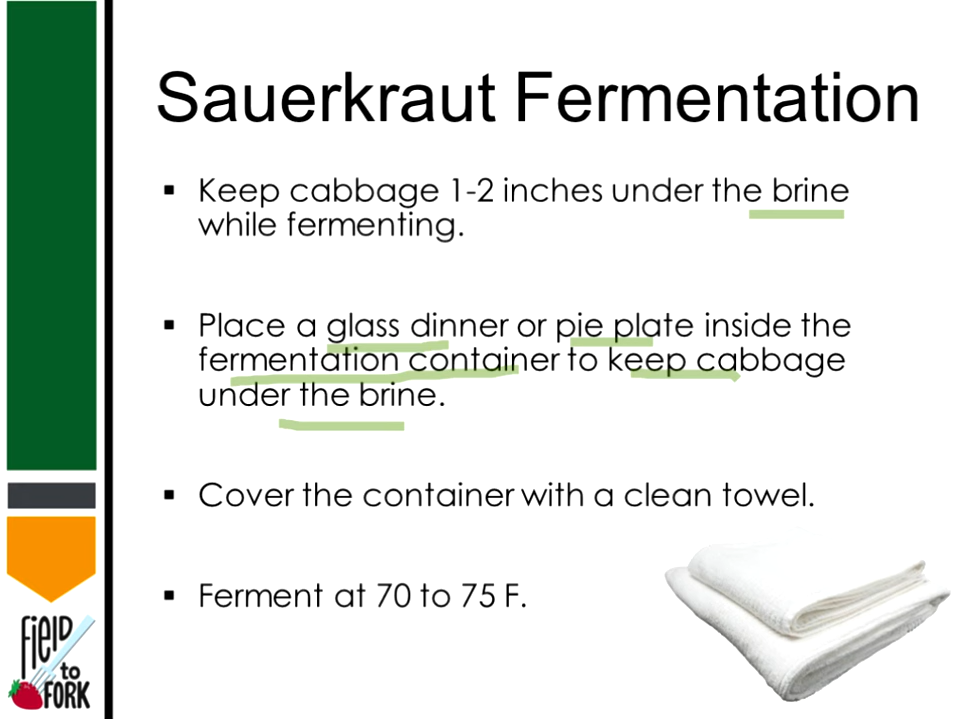 Sauerkraut Fermentation
▪ Keep cabbage 1-2 inches under the brine
while fermenting.
▪ Place a glass dinner or pie plate inside the
fermentation container to keep cabbage
under the brine.
▪ Cover the container with a clean towel.
▪ Ferment at 70 to 75 F.
FiElD
to
FORK